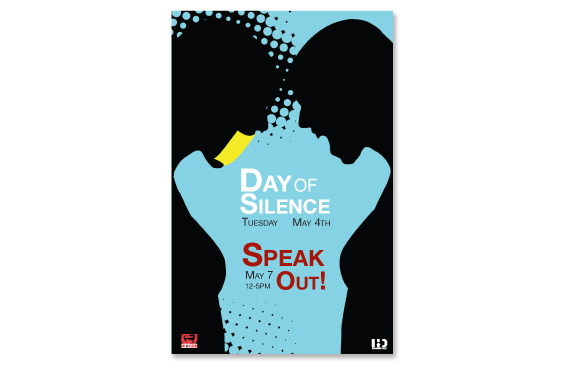 DAY OF
SILENCE
TUESDAY MAY 4TH
SPEAK
MAY 7
12-5PM
OUT!